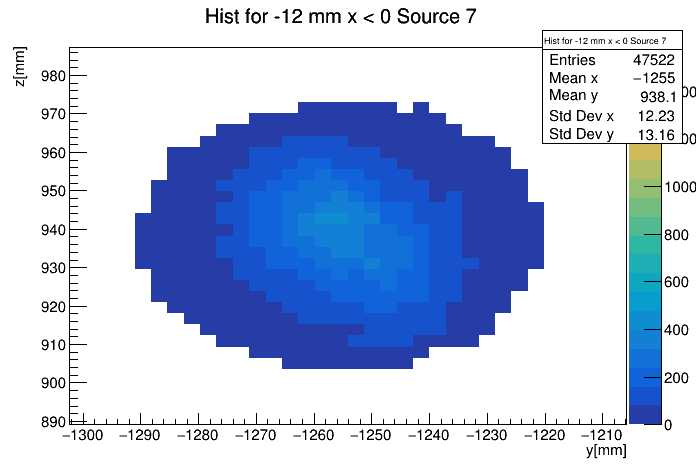 Hist for -12 mm x < 0 Source 7
z[mm]
Hist for -12 mm x < 0 Source 7
Entries 47522
Mean x −1255
Mean y 938.1
Std Dev x 12.23
Std Dev y 13.16
980
970
960
950
940
930
920
910
900
890
1000
800
600
400
200
0
−1300 −1290 −1280 −1270 −1260 −1250 −1240 −1230 −1220 −1210
y[mm]